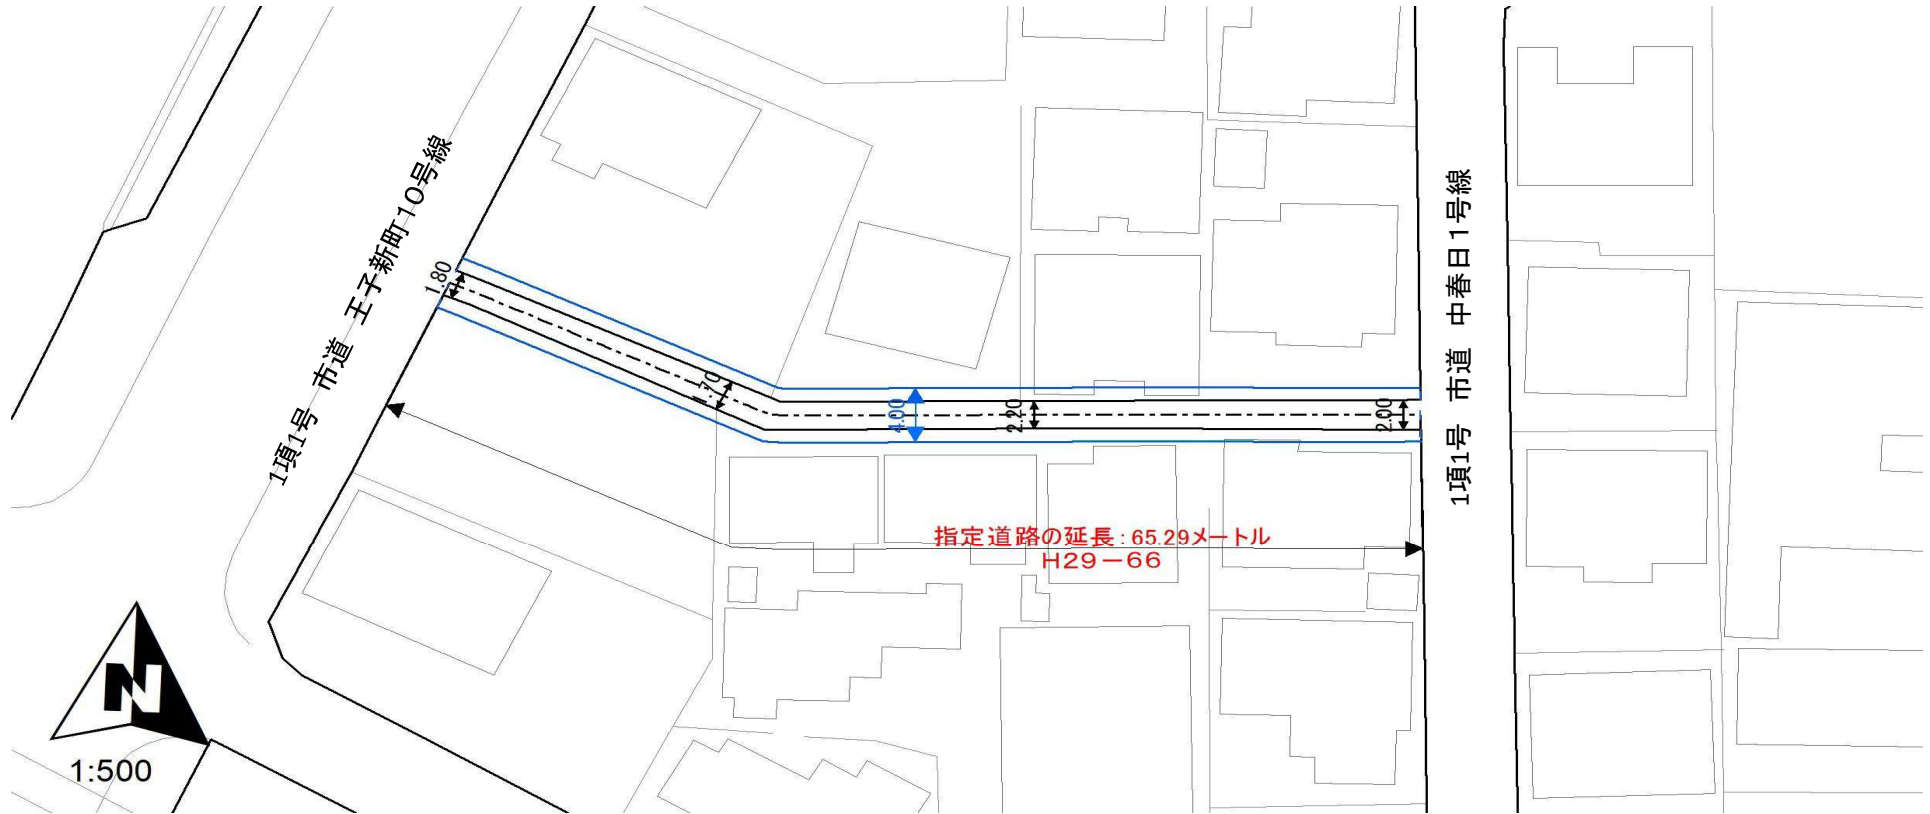 1項1号 市道 王子新町10号線
1.80
1.70
4.00
2.20
2.00
1項1号 市道 中春日1号線
指定道路の延長:65.29メートル
H29-66
N
1:500